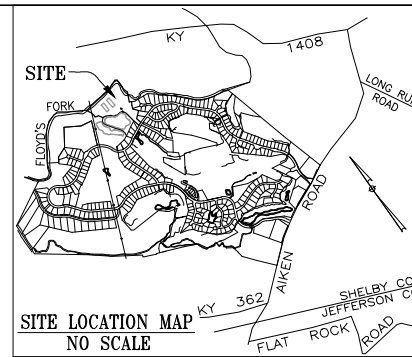 KY 1408
SITE
LONG RU
ROAD
FLOYD'S FORK
AIKEN ROAD
SHELBY CO
JEFFERSON C
KY 362
FLAT ROCK ROAD
SITE LOCATION MAP
NO SCALE